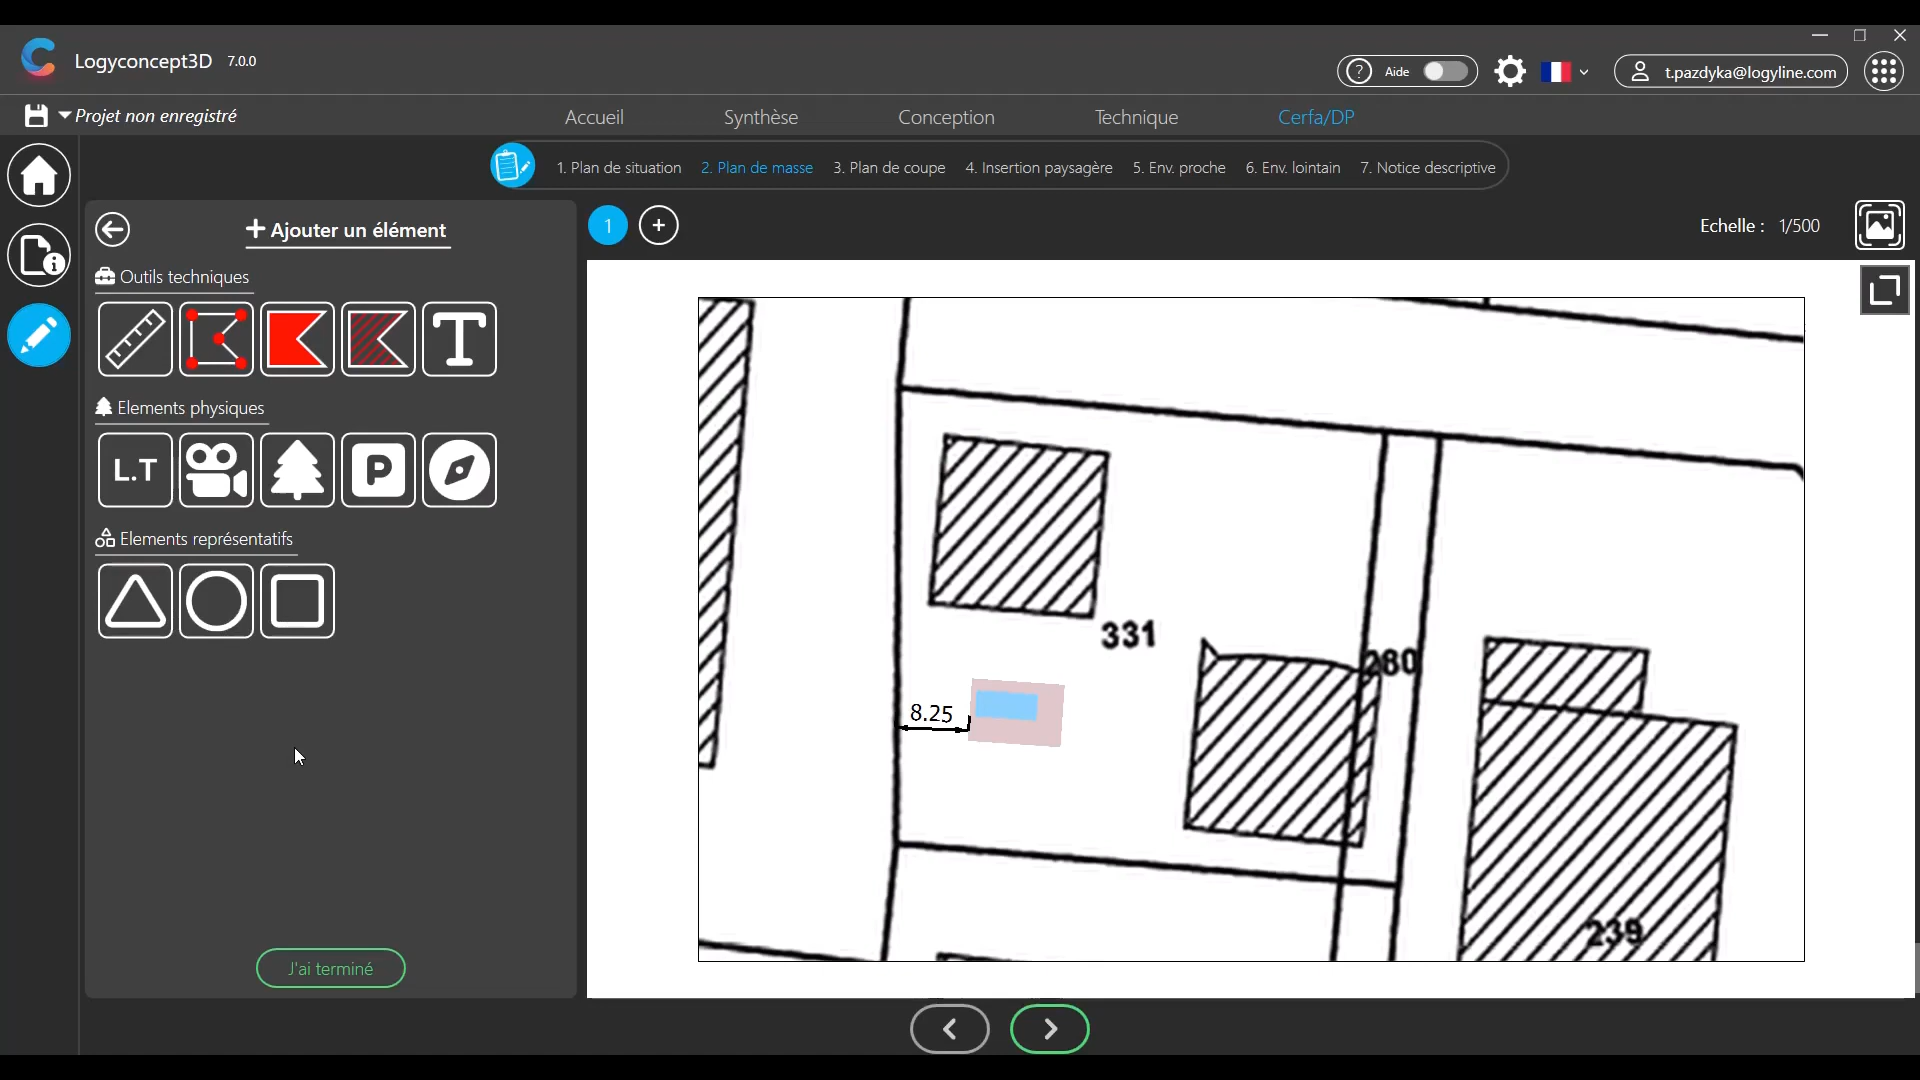 Logyconcept3D 7.0.0
? Aide
t.pazdyka@logyline.com
Projet non enregistré
Accueil
Synthèse
Conception
Technique
Cerfa/DP
1. Plan de situation
2. Plan de masse
3. Plan de coupe
4. Insertion paysagère
5. Env. proche
6. Env. lointain
7. Notice descriptive
Ajouter un élément
Outils techniques
T
Elements physiques
L.T
P
Elements représentatifs
J'ai terminé
1
Echelle : 1/500
331
280
8.25
239